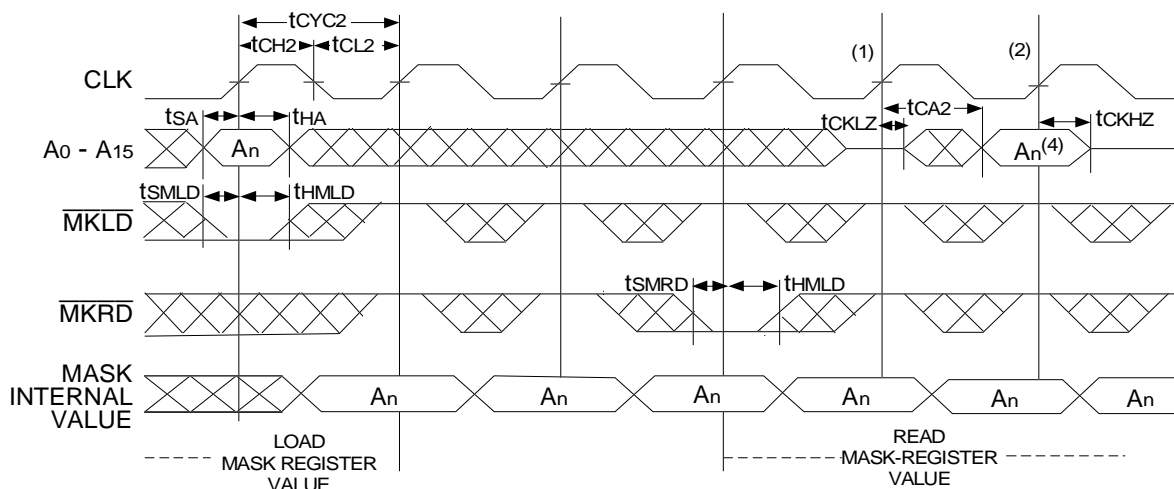 tCYC2
tCH2 tCL2 (1) (2)
CLK
tSA tHA tCKLZ tCA2 tCKHZ
A0 - A15 An An(4)
tSMLD tHMLD
MKLD
tSMRD tHMLD
MKRD
MASK
INTERNAL
VALUE
An An An An An An
LOAD
MASK REGISTER
VALUE
READ
MASK-REGISTER
VALUE